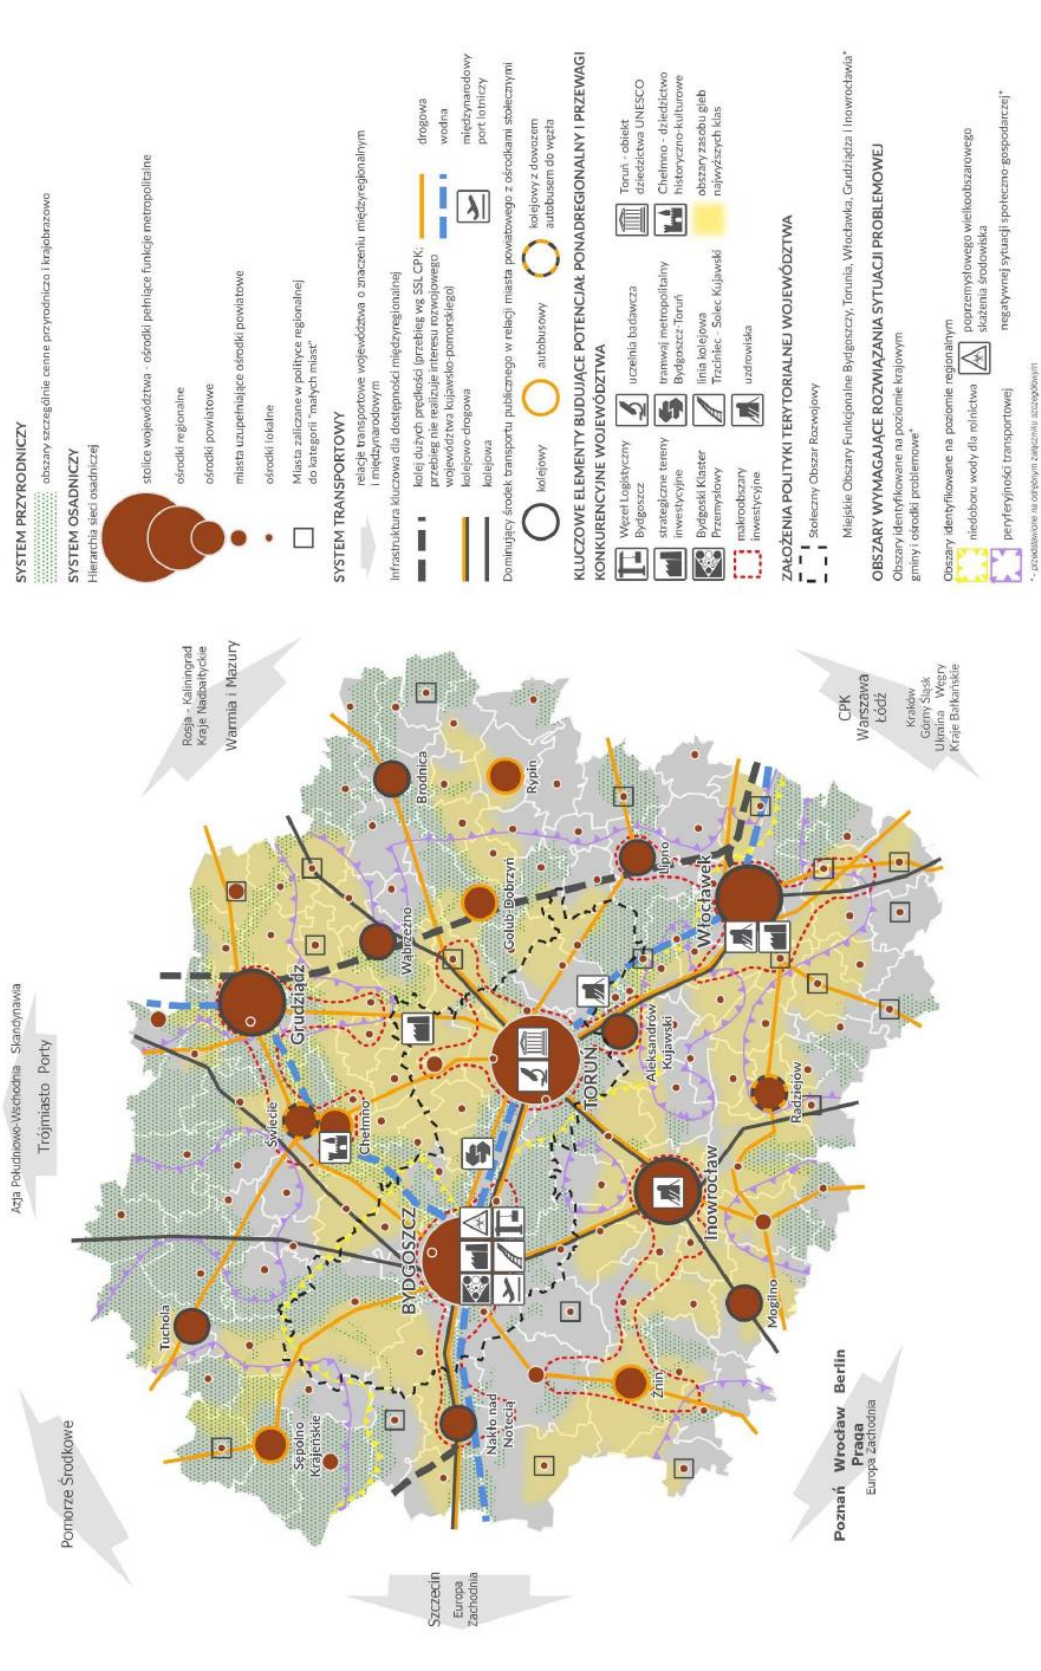 Azja Południowo-Wschodnia Skandynawia
Trójmiasto Porty
Pomorze Środkowe
Rosja - Kaliningrad
Kraje Nadbałtyckie
Warmia i Mazury
Szczecin
Europa
Zachodnia
Poznań Wrocław Berlin
Praga
Europa Zachodnia
CPK
Warszawa
Łódź
Kraków
Górny Śląsk
Ukraina Węgry
Kraje Bałkańskie
Tuchola
Sępólno
Krajeńskie
Świecie
Chełmno
Grudziądz
Wąbrzeźno
Brodnica
Rypin
Golub-Dobrzyń
BYDGOSZCZ
Nakło nad
Notecią
TORUŃ
Lipno
Włocławek
Aleksandrów
Kujawski
Żnin
Inowrocław
Mogilno
Radziejów
SYSTEM PRZYRODNICZY
obszary szczególnie cenne przyrodniczo i krajobrazowo
SYSTEM OSADNICZY
Hierarchia sieci osadniczej
stolice województwa - ośrodki pełniące funkcje metropolitalne
ośrodki regionalne
ośrodki powiatowe
miasta uzupełniające ośrodki powiatowe
ośrodki lokalne
Miasta zaliczane w polityce regionalnej
do kategorii "małych miast"
SYSTEM TRANSPORTOWY
relacje transportowe województwa o znaczeniu międzyregionalnym
i międzynarodowym
Infrastruktura kluczowa dla dostępności międzyregionalnej
kolej dużych prędkości (przebieg wg SSL CPK;
przebieg nie realizuje interesu rozwojowego
województwa kujawsko-pomorskiego)
kolejowo-drogowa
kolejowa
drogowa
wodna
międzynarodowy
port lotniczy
Dominujący środek transportu publicznego w relacji miasta powiatowego z ośrodkami stołecznymi
kolejowy
autobusowy
kolejowy z dowozem
autobusem do węzła
KLUCZOWE ELEMENTY BUDUJĄCE POTENCJAŁ PONADREGIONALNY I PRZEWAGI
KONKURENCYJNE WOJEWÓDZTWA
Węzeł Logistyczny
Bydgoszcz
strategiczne tereny
inwestycyjne
Bydgoski Klaster
Przemysłowy
makroobszary
inwestycyjne
uczelnia badawcza
tramwaj metropolitalny
Bydgoszcz-Toruń
linia kolejowa
Trzciniec - Solec Kujawski
uzdrowiska
Toruń - obiekt
dziedzictwa UNESCO
Chełmno - dziedzictwo
historyczno-kulturowe
obszary zasobu gleb
najwyższych klas
ZAŁOŻENIA POLITYKI TERYTORIALNEJ WOJEWÓDZTWA
Stołeczny Obszar Rozwojowy
Miejskie Obszary Funkcjonalne Bydgoszczy, Torunia, Włocławka, Grudziądza i Inowrocławia*
OBSZARY WYMAGAJĄCE ROZWIĄZANIA SYTUACJI PROBLEMOWEJ
Obszary identyfikowane na poziomie krajowym
gminy i ośrodki problemowe*
Obszary identyfikowane na poziomie regionalnym
niedoboru wody dla rolnictwa
peryferyjności transportowej
poprzemysłowego wielkoobszarowego
skażenia środowiska
negatywnej sytuacji społeczno-gospodarczej*
* - przedstawione na odrębnym załączniku szczegółowym